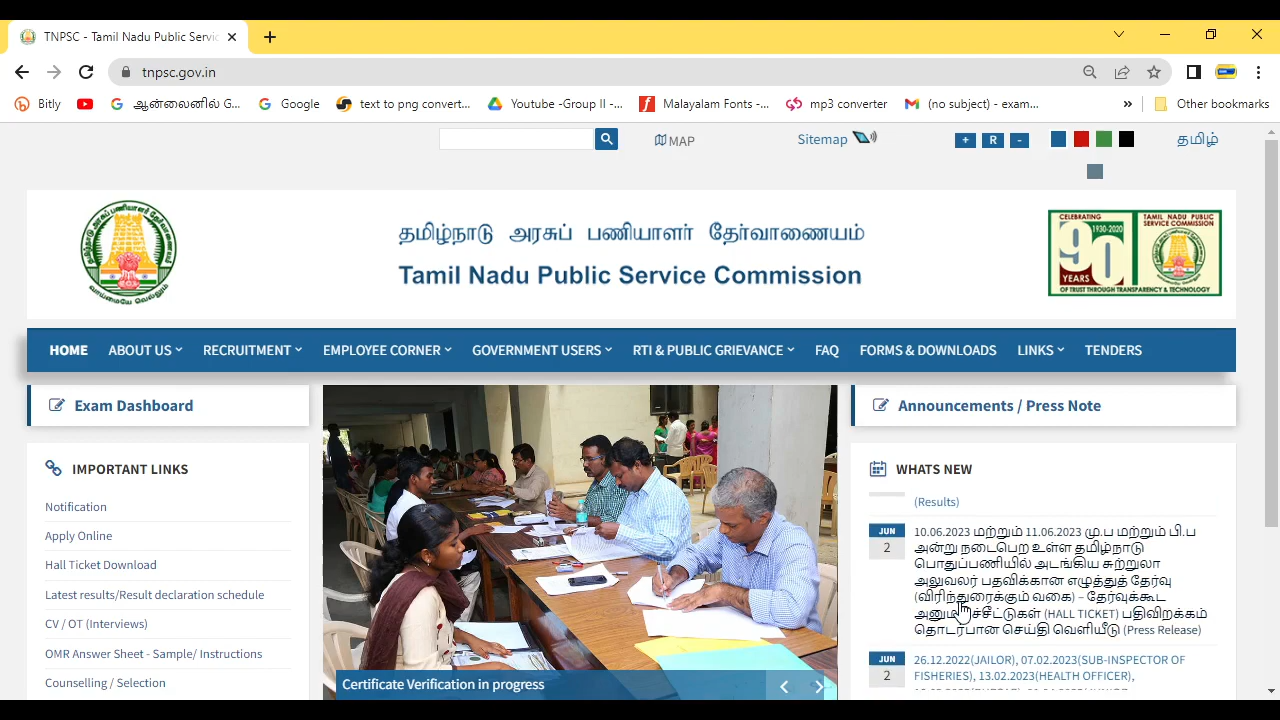 TNPSC - Tamil Nadu Public Servic
tnpsc.gov.in
Bitly
ஆன்லைனில் G...
Google
text to png convert...
Youtube -Group II -...
Malayalam Fonts -...
mp3 converter
(no subject) - exam...
»
Other bookmarks
MAP
Sitemap
+ R -
தமிழ்
தமிழ்நாடு அரசுப் பணியாளர் தேர்வாணையம்
Tamil Nadu Public Service Commission
CELEBRATING
90
1930-2020
YEARS
TAMIL NADU PUBLIC
SERVICE COMMISSION
OF TRUST THROUGH TRANSPARENCY & TECHNOLOGY
HOME ABOUT US RECRUITMENT EMPLOYEE CORNER GOVERNMENT USERS RTI & PUBLIC GRIEVANCE FAQ FORMS & DOWNLOADS LINKS TENDERS
Exam Dashboard
IMPORTANT LINKS
Notification
Apply Online
Hall Ticket Download
Latest results/Result declaration schedule
CV / OT (Interviews)
OMR Answer Sheet - Sample/ Instructions
Counselling / Selection
Certificate Verification in progress
Announcements / Press Note
WHATS NEW
(Results)
JUN
2
10.06.2023 மற்றும் 11.06.2023 மு.ப மற்றும் பி.ப
அன்று நடைபெற உள்ள தமிழ்நாடு
பொதுப்பணியில் அடங்கிய சுற்றுலா
அலுவலர் பதவிக்கான எழுத்துத் தேர்வு
(விரிந்துரைக்கும் வகை) – தேர்வுக்கூட
(HALL TICKET) பதிவிறக்கம்
தொடர்பான செய்தி வெளியீடு (Press Release)
JUN
2
26.12.2022(JAILOR), 07.02.2023(SUB-INSPECTOR OF
FISHERIES), 13.02.2023(HEALTH OFFICER),